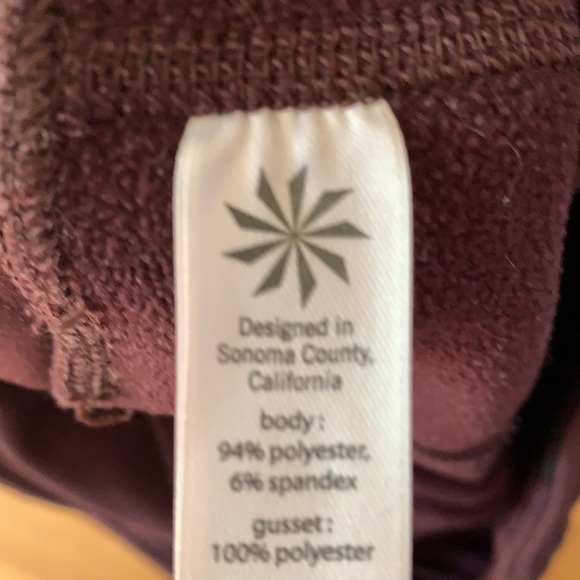 Designed in
Sonoma County,
California
body:
94% polyester,
6% spandex
gusset:
100% polyester